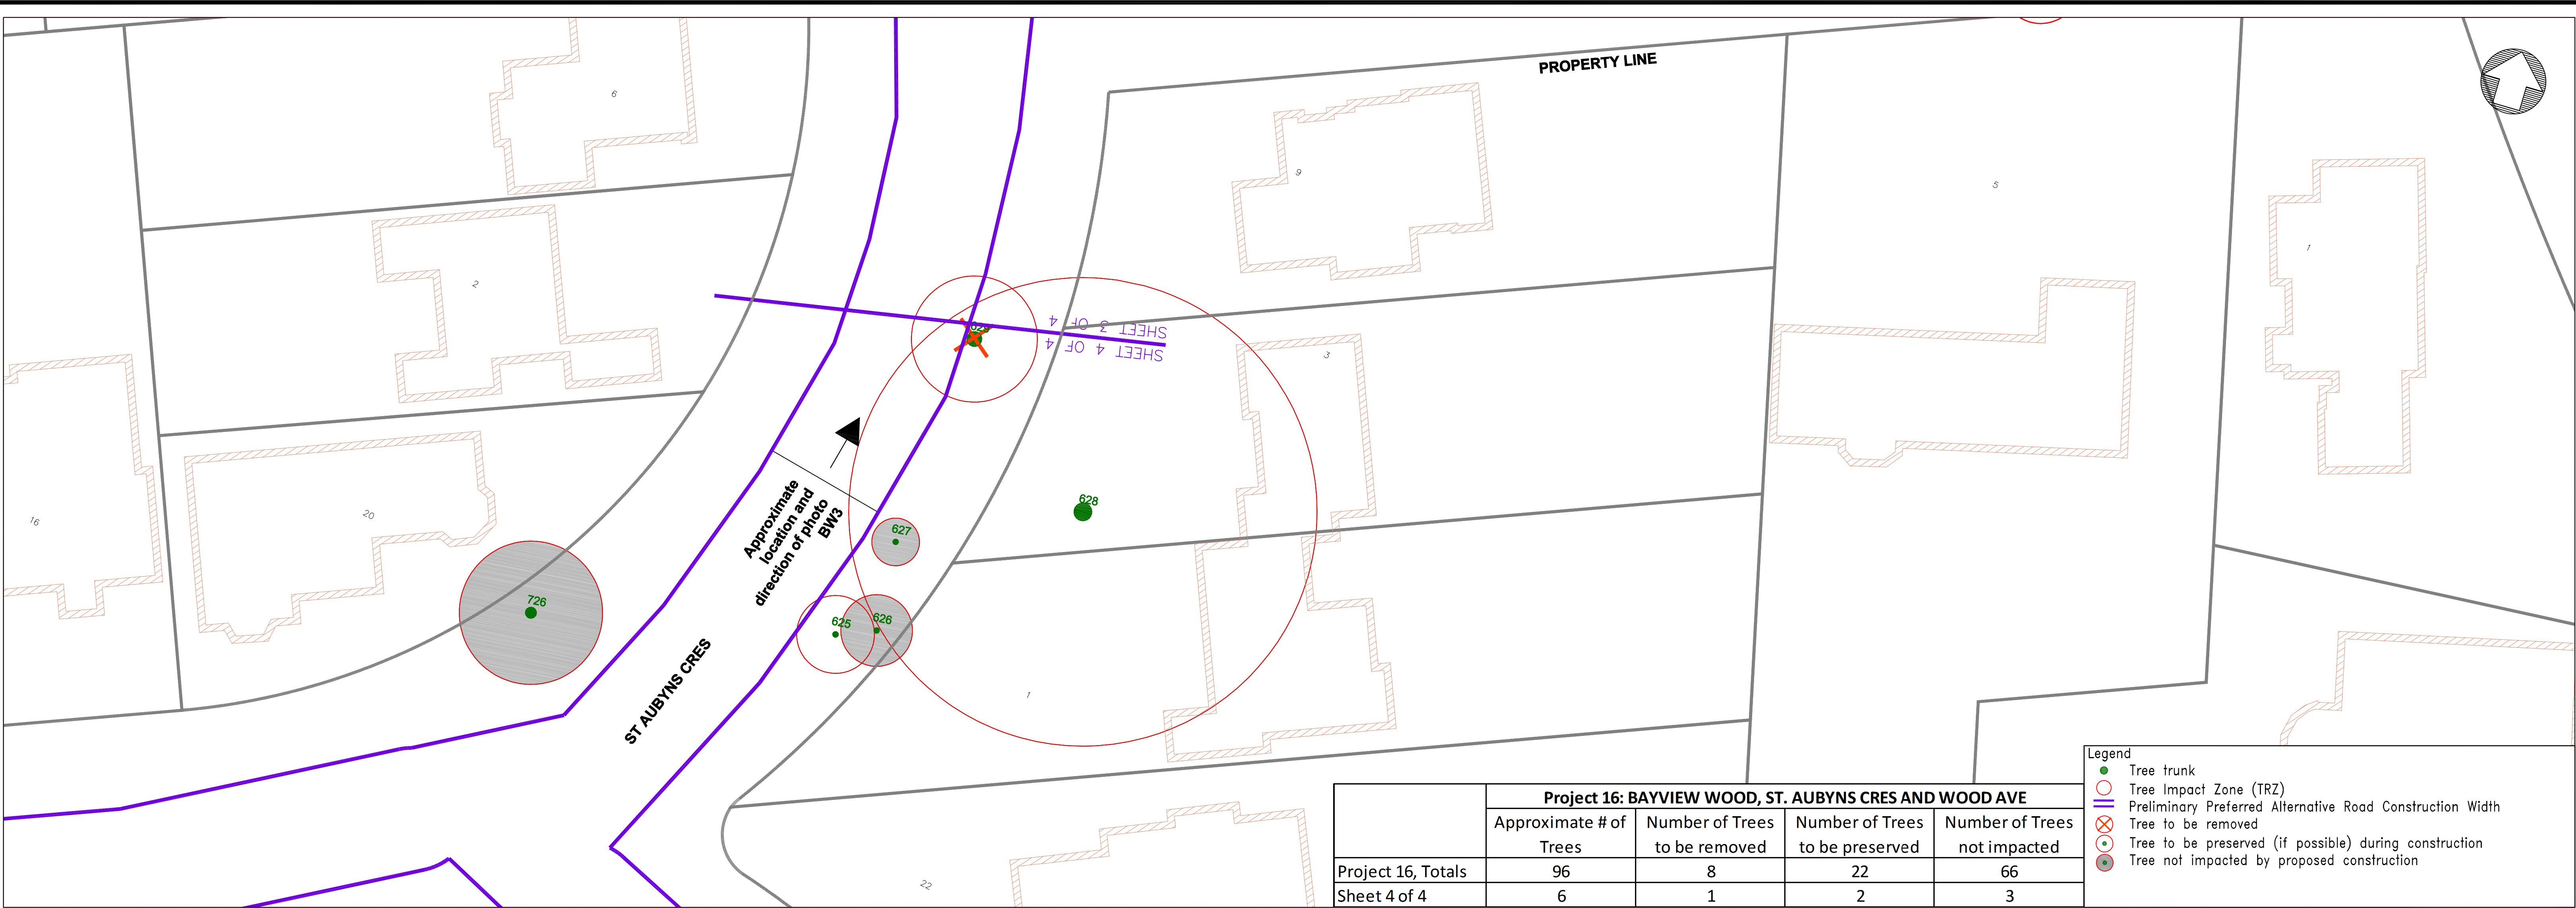 PROPERTY LINE
6
9
5
1
2
SHEET 3 OF 4
SHEET 4 OF 4
3
628
16
20
Approximate
location and
direction of photo
BW3
627
726
625
626
ST AUBYNS CRES
1
22
Project 16: BAYVIEW WOOD, ST. AUBYNS CRES AND WOOD AVE
Approximate # of Trees Number of Trees to be removed Number of Trees to be preserved Number of Trees not impacted
Project 16, Totals 96 8 22 66
Sheet 4 of 4 6 1 2 3
Legend
Tree trunk
Tree Impact Zone (TRZ)
Preliminary Preferred Alternative Road Construction Width
Tree to be removed
Tree to be preserved (if possible) during construction
Tree not impacted by proposed construction